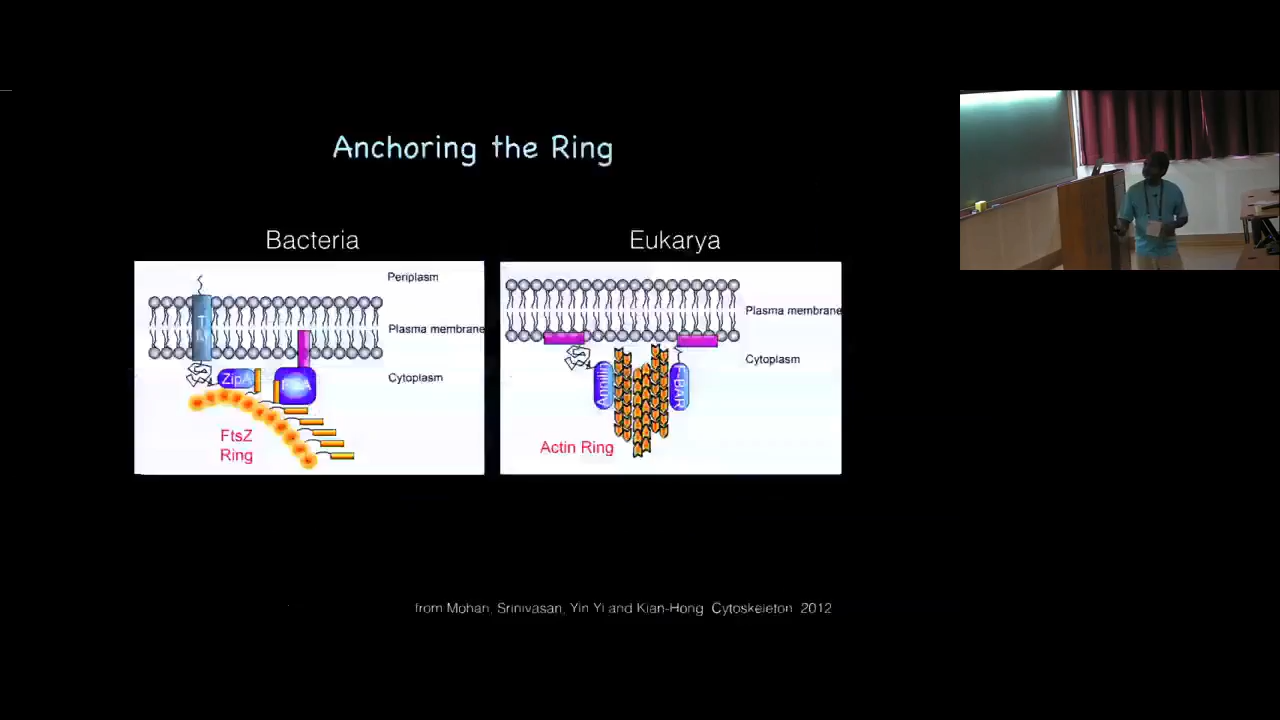 Anchoring the Ring
Bacteria
Eukarya
Periplasm
Plasma membrane
Cytoplasm
ZipA
FtsZ
Ring
Plasma membrane
Cytoplasm
Anillin
F-BAR
Actin Ring
from Mohan, Srinivasan, Yin Yi and Kian-Hong Cytoskeleton 2012